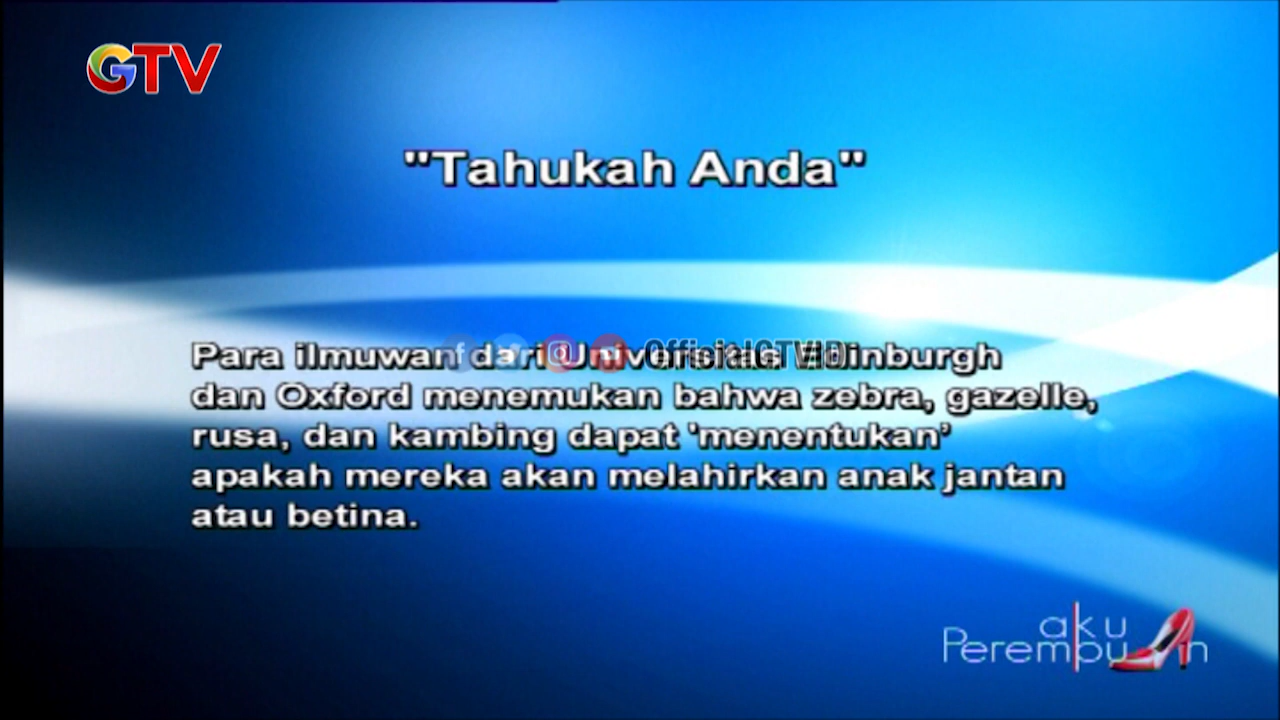 GTV
"Tahukah Anda"
Para ilmuwan dari Universitas Edinburgh
OfficialGTVID
dan Oxford menemukan bahwa zebra, gazelle,
rusa, dan kambing dapat 'menentukan’
apakah mereka akan melahirkan anak jantan
atau betina.
aku
Perempuan